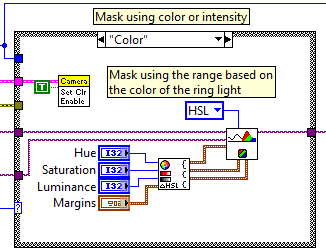 Mask using color or intensity
"Color"
Camera
Set Clr
Enable
T
Mask using the range based on
the color of the ring light
HSL
Hue
I32
Saturation
I32
Luminance
I32
Margins
ΔHSL
?